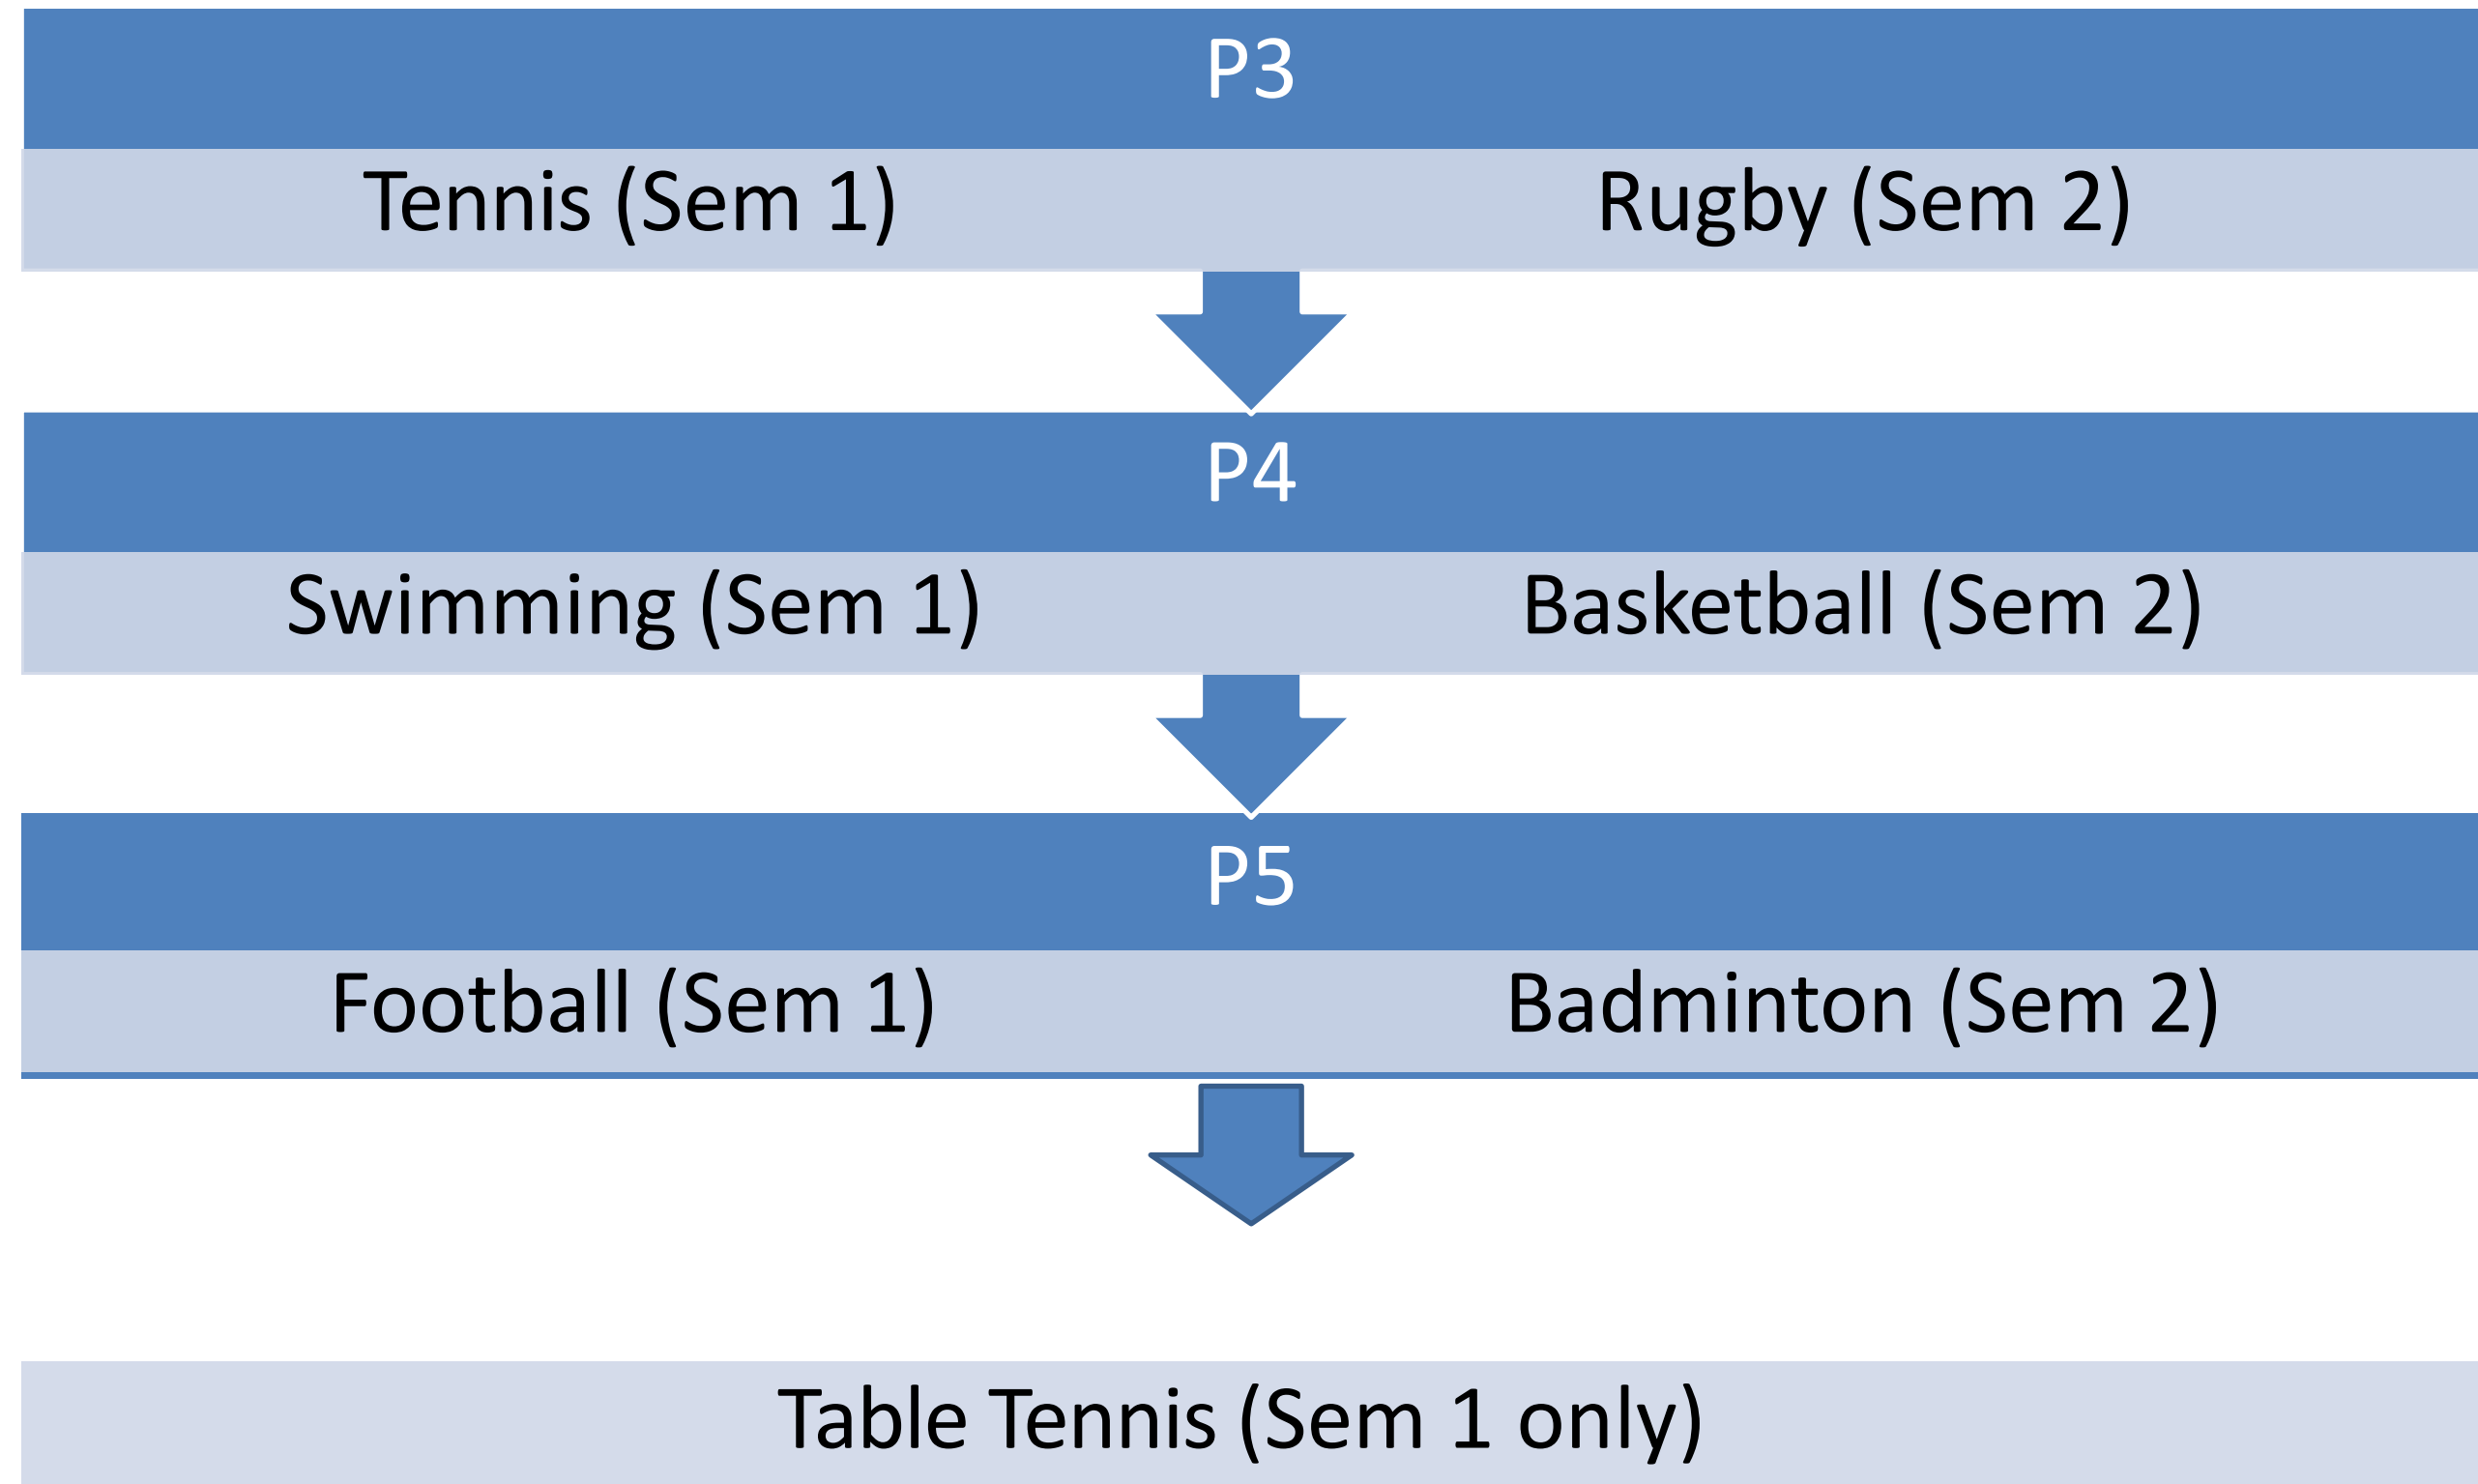 P3
Tennis (Sem 1) Rugby (Sem 2)
P4
Swimming (Sem 1) Basketball (Sem 2)
P5
Football (Sem 1) Badminton (Sem 2)
Table Tennis (Sem 1 only)